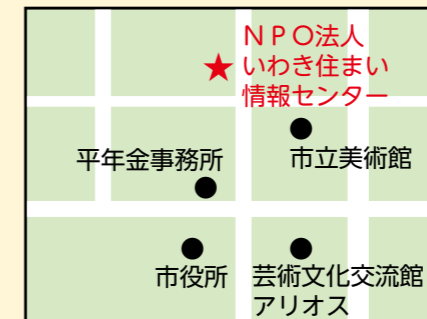 NPO法人
いわき住まい
情報センター
市立美術館
平年金事務所
市役所
芸術文化交流館
アリオス